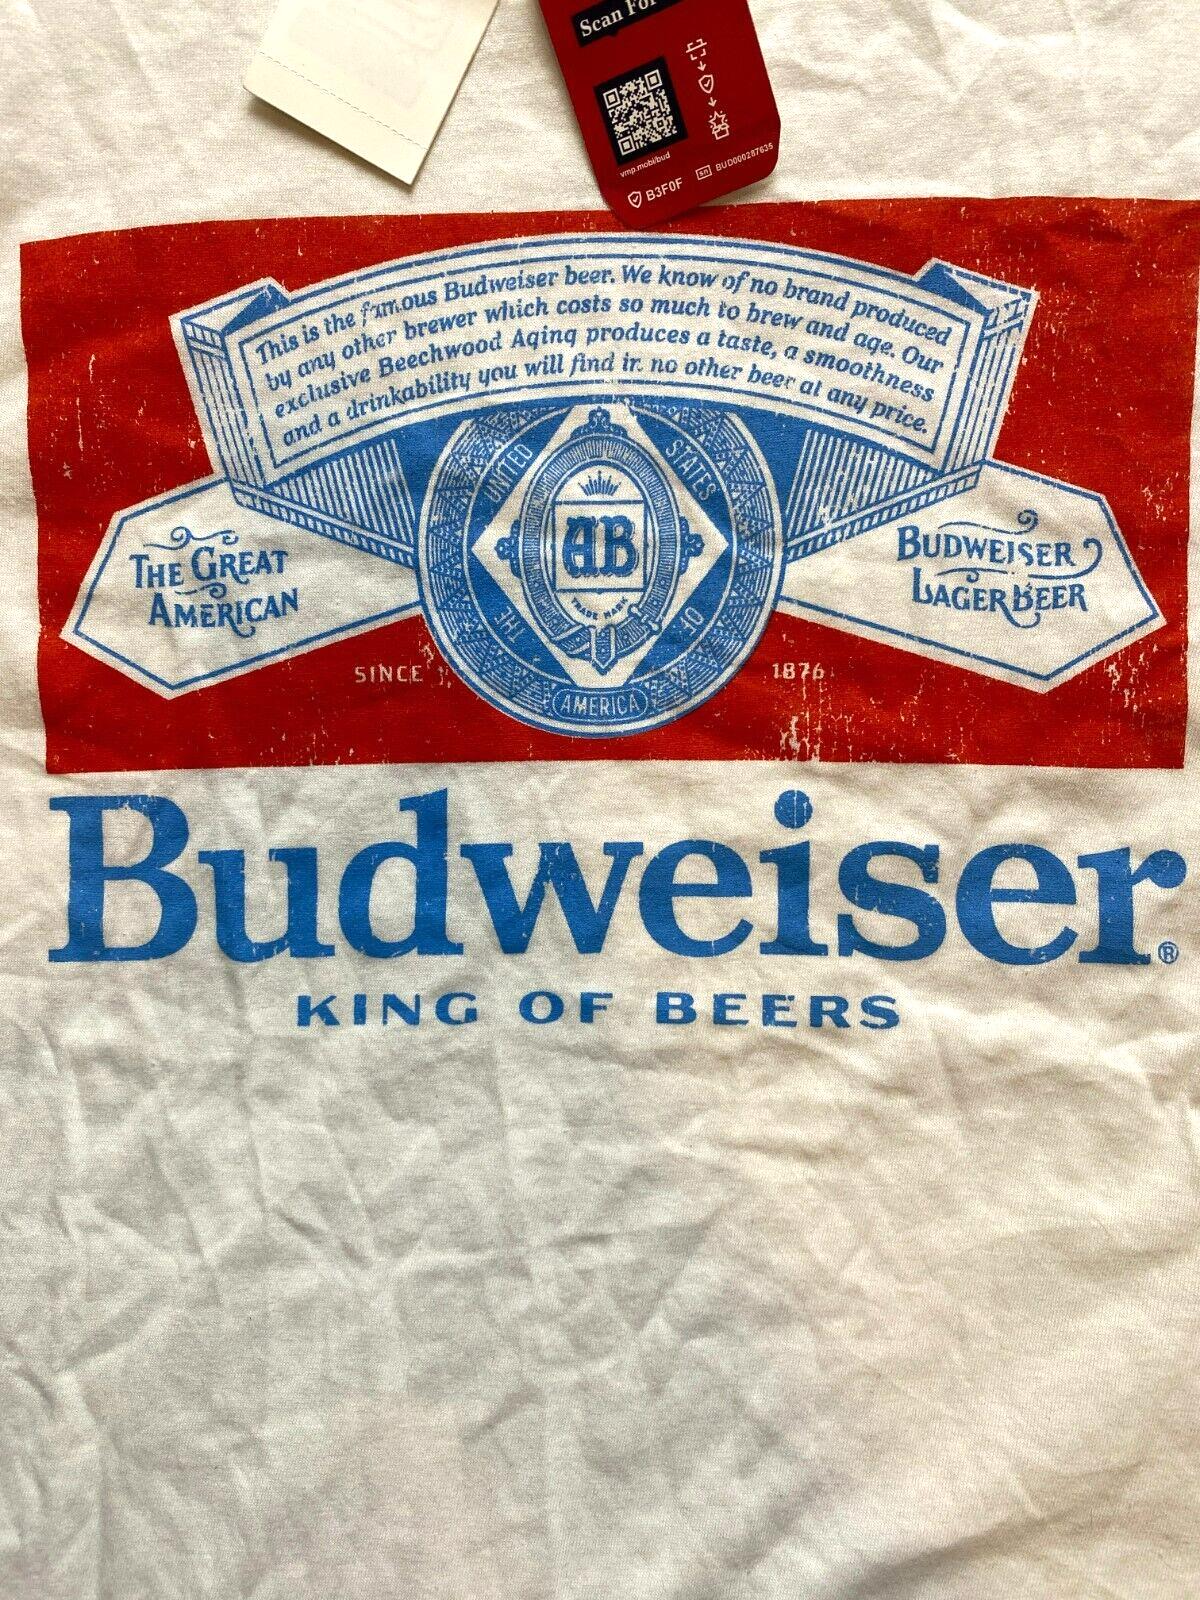 Scan For
vmp.mobi/bud
B3F0F
sn BUD000287635
This is the famous Budweiser beer. We know of no brand produced
by any other brewer which costs so much to brew and age. Our
exclusive Beechwood Aging produces a taste, a smoothness
and a drinkability you will find in no other beer at any price.
UNITED
STATES
AB
TRADE MARK
THE
OF
AMERICA
THE GREAT
AMERICAN
BUDWEISER
LAGER BEER
SINCE
1876
Budweiser®
KING OF BEERS